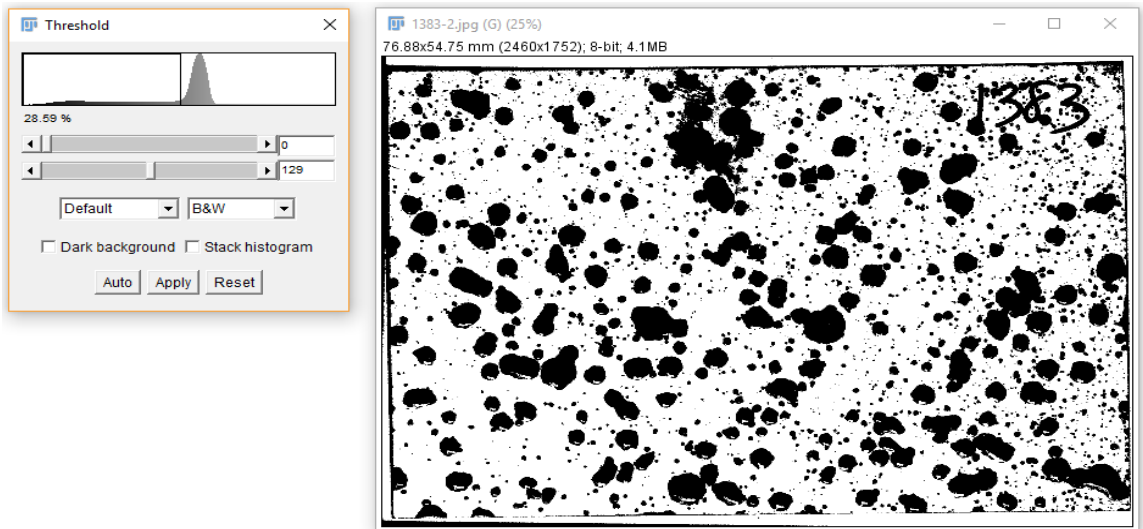 Threshold
28.59 %
0
129
Default
B&W
Dark background
Stack histogram
Auto
Apply
Reset
1383-2.jpg (G) (25%)
76.88x54.75 mm (2460x1752); 8-bit; 4.1MB
1383